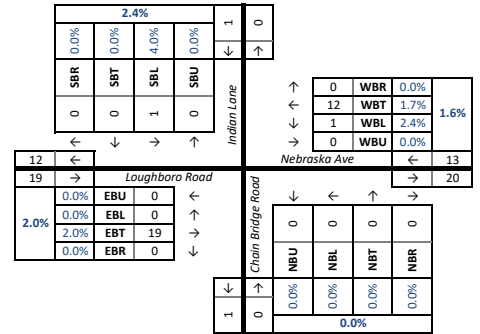 2.4% 1 0
0.0% 0.0% 4.0% 0.0% ↓ ↑
SBR SBT SBL SBU Indian Lane
0 0 1 0
↑ 0 WBR 0.0%
← 12 WBT 1.7% 1.6%
↓ 1 WBL 2.4%
→ 0 WBU 0.0%
← ↓ → ↑
12 ← Nebraska Ave ← 13
19 → Loughboro Road → 20
2.0% 0.0% EBU 0 ←
0.0% EBL 0 ↑
2.0% EBT 19 →
0.0% EBR 0 ↓
Chain Bridge Road ↓ ← ↑ →
0 0 0 0
NBU NBL NBT NBR
↓ ↑ 0.0% 0.0% 0.0% 0.0%
1 0 0.0%